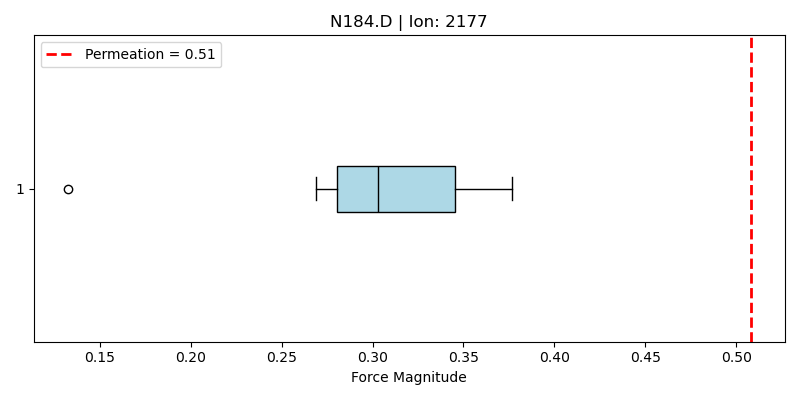 N184.D | Ion: 2177
Permeation = 0.51
1
0.15 0.20 0.25 0.30 0.35 0.40 0.45 0.50
Force Magnitude